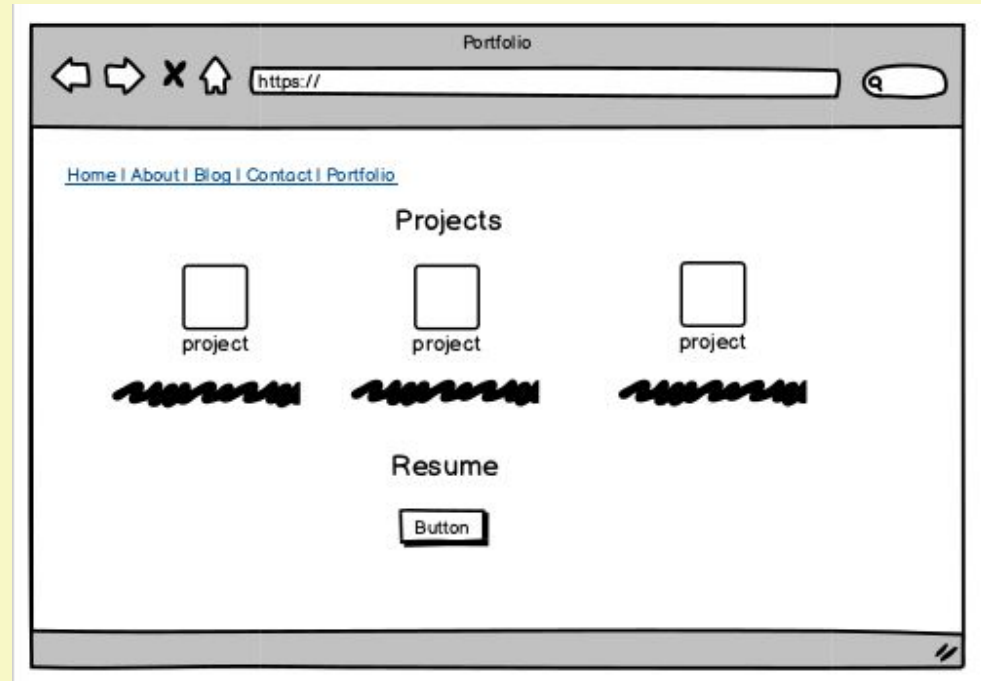 Portfolio
https://
Home | About | Blog | Contact | Portfolio
Projects
project project project
Resume
Button